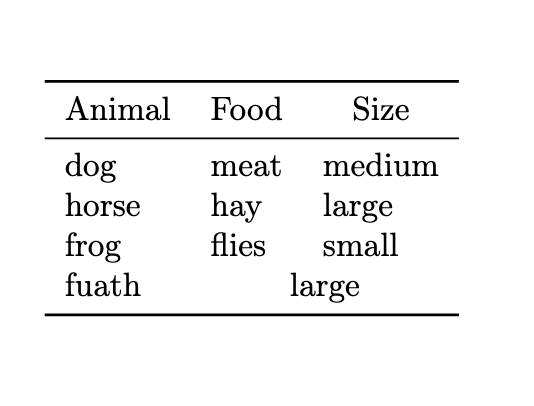 Animal Food Size
dog meat medium
horse hay large
frog flies small
fuath large